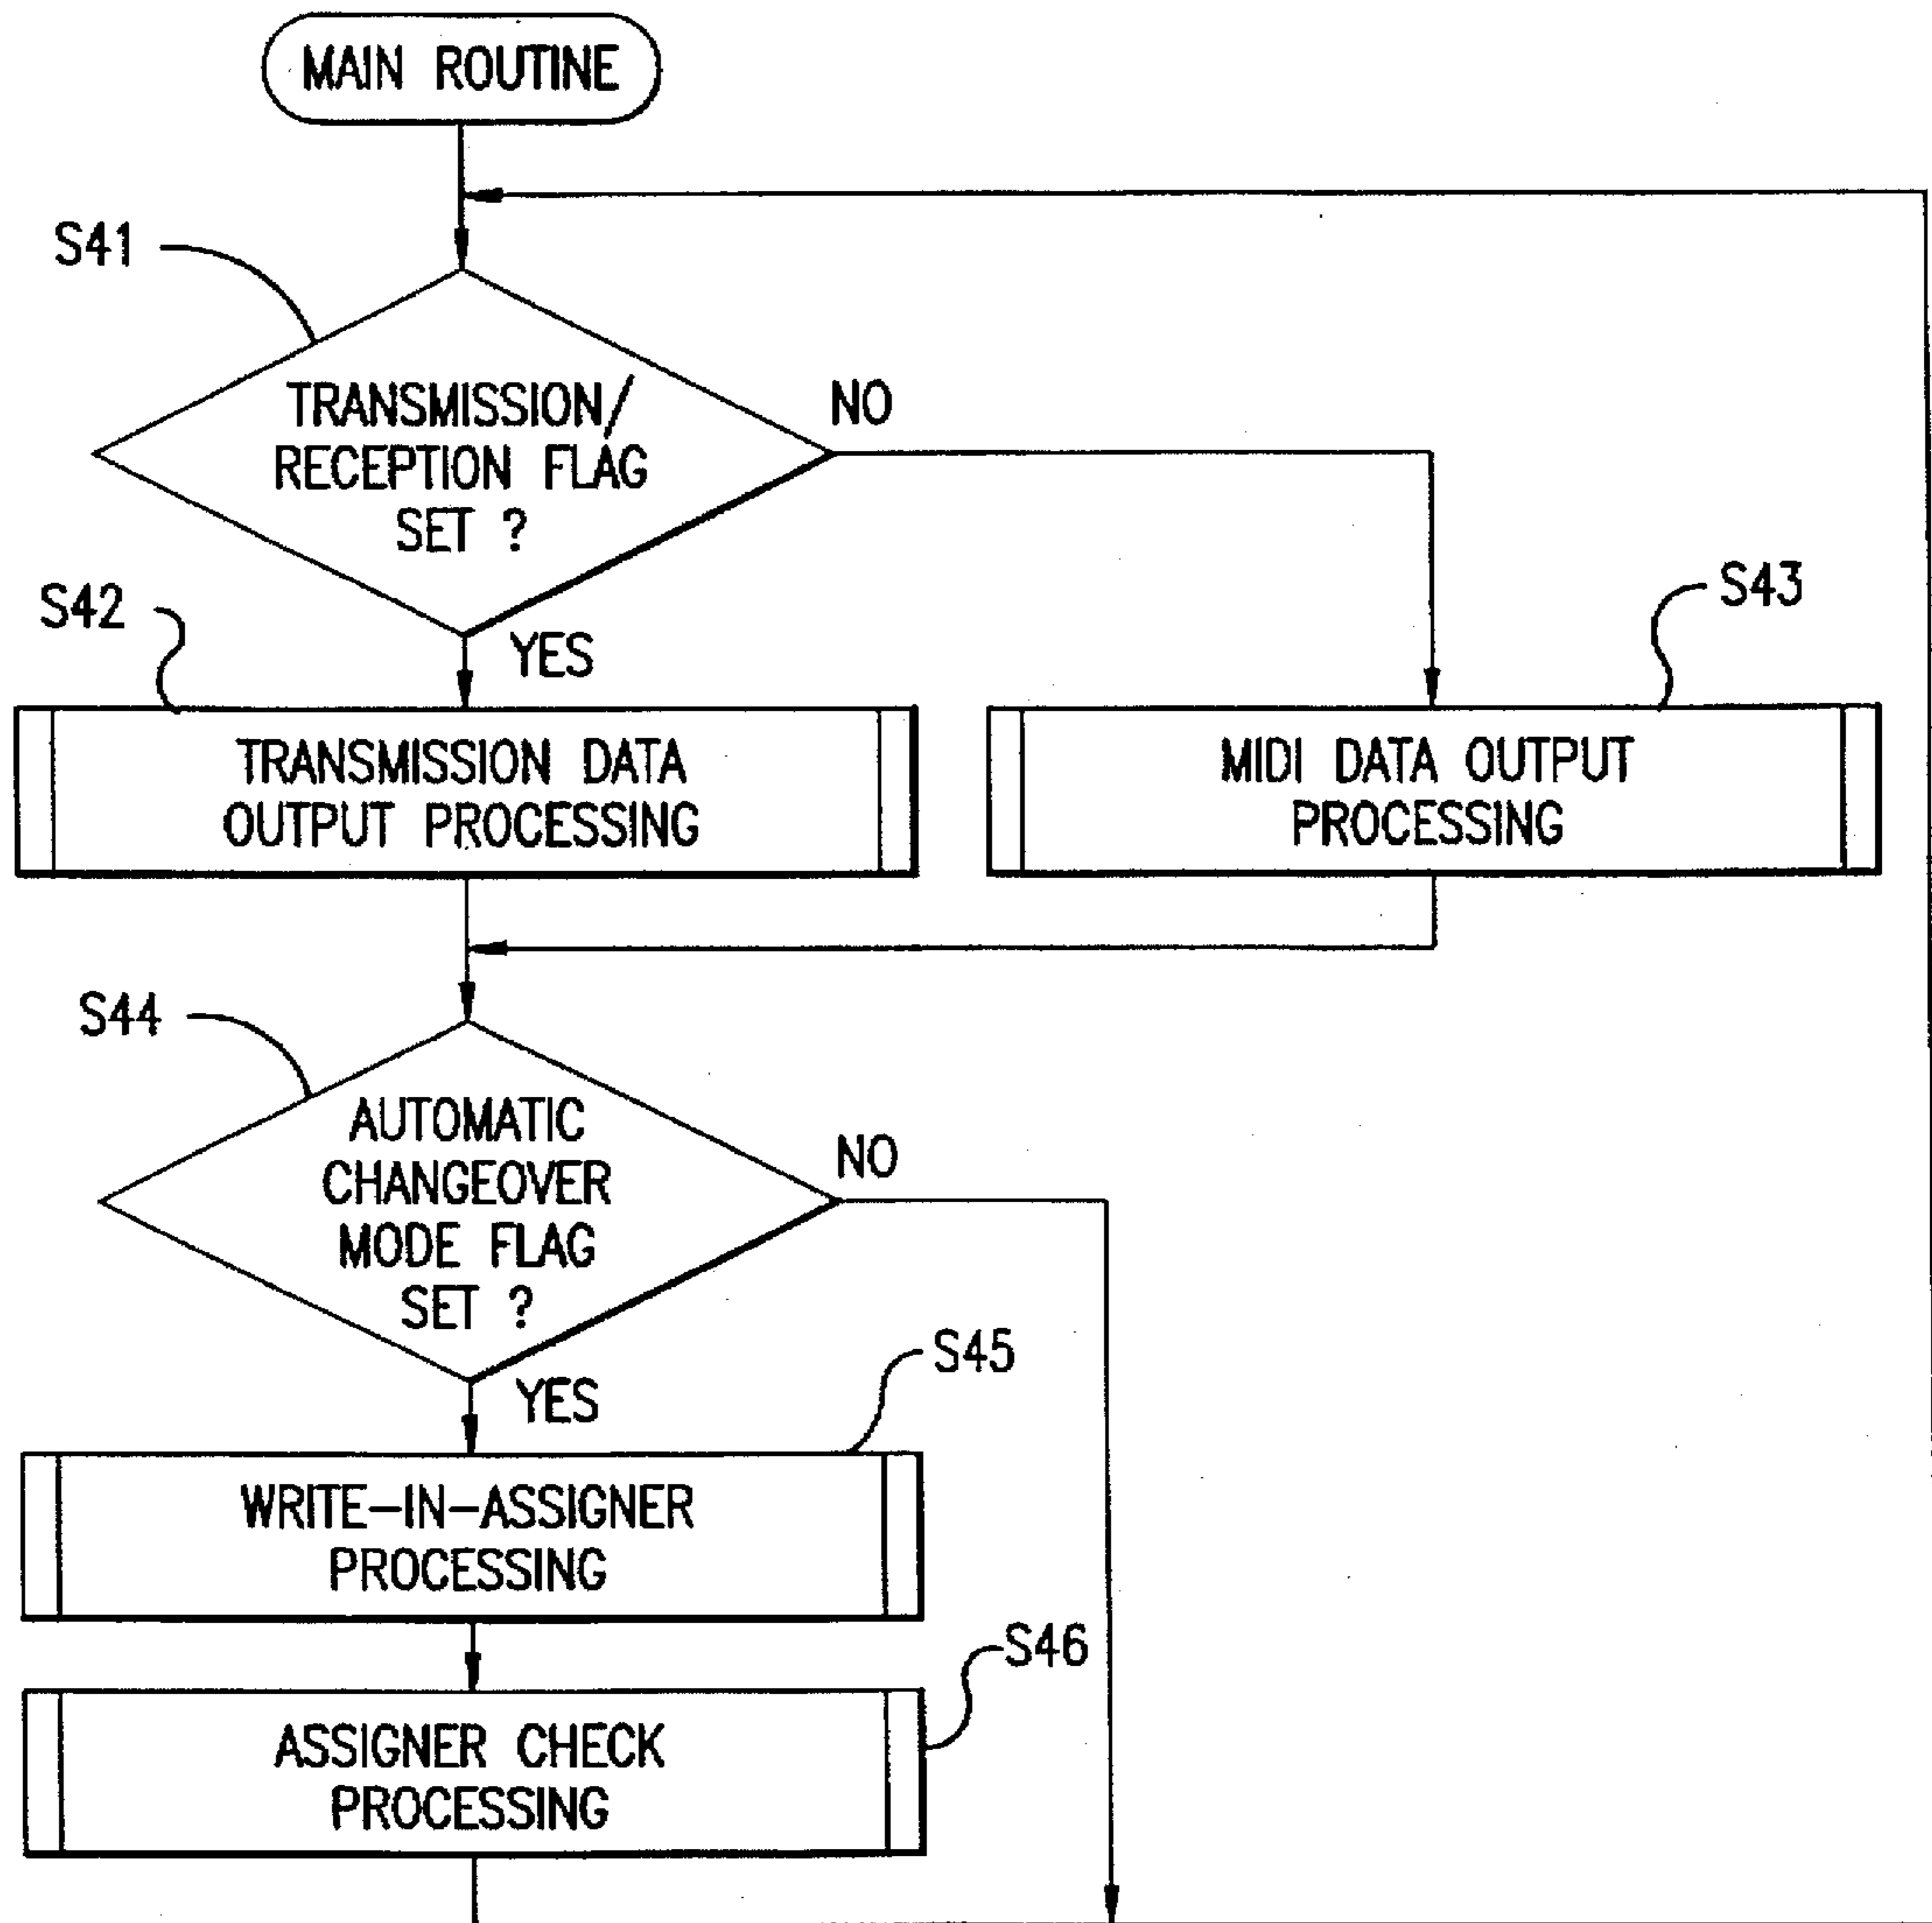 MAIN ROUTINE
S41
TRANSMISSION/
RECEPTION FLAG
SET ?
NO
YES
S42
TRANSMISSION DATA
OUTPUT PROCESSING
S43
MIDI DATA OUTPUT
PROCESSING
S44
AUTOMATIC
CHANGEOVER
MODE FLAG
SET ?
NO
YES
S45
WRITE-IN-ASSIGNER
PROCESSING
S46
ASSIGNER CHECK
PROCESSING